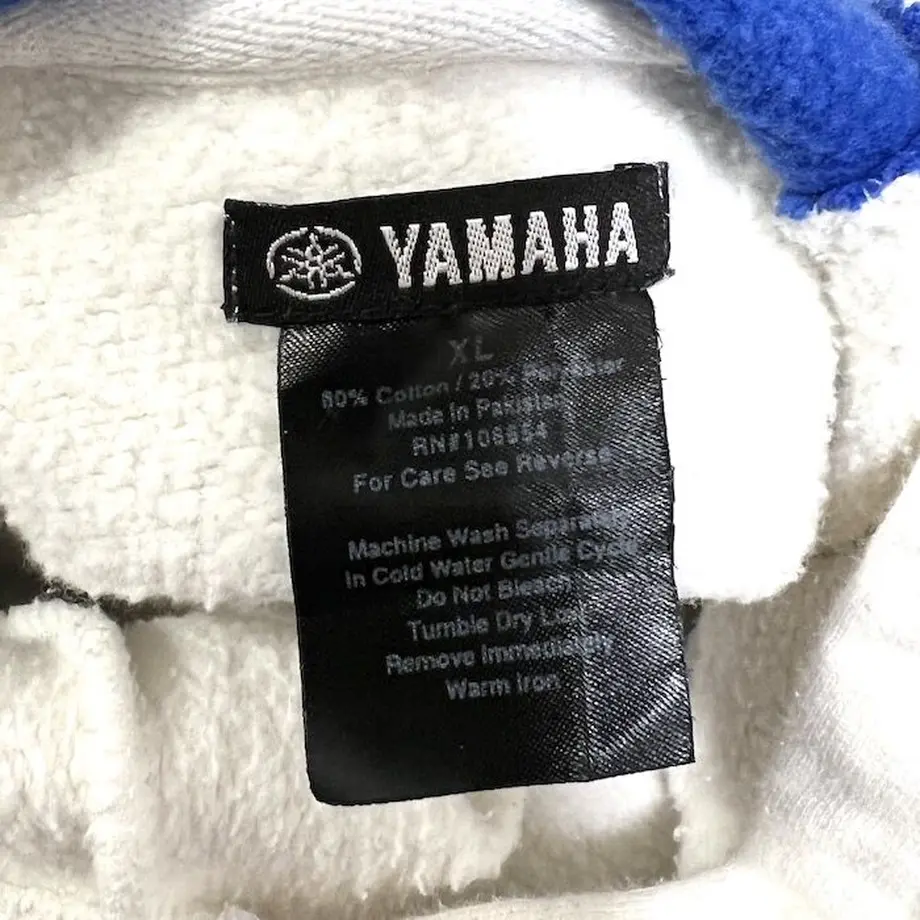 YAMAHA
XL
80% Cotton / 20% Polyester
Made in Pakistan
RN#108854
For Care See Reverse
Machine Wash Separately
In Cold Water Gentle Cycle
Do Not Bleach
Tumble Dry Low
Remove Immediately
Warm Iron